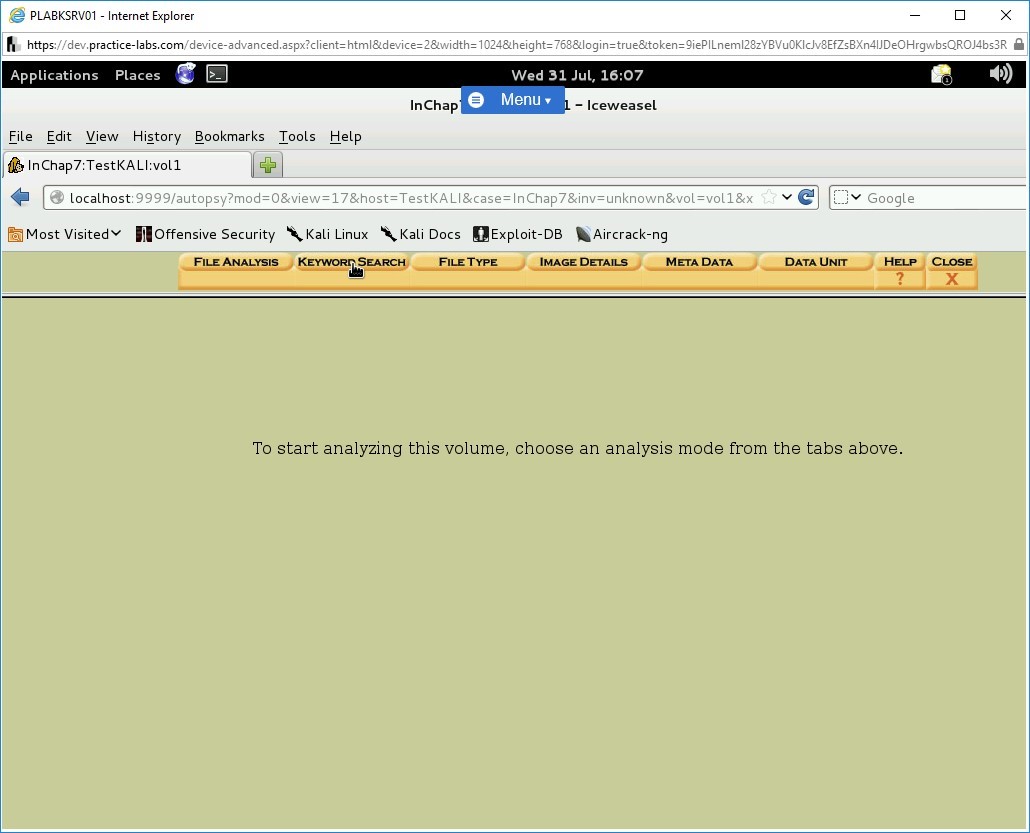 PLABKSRV01 - Internet Explorer
https://dev.practice-labs.com/device-advanced.aspx?client=html&device=2&width=1024&height=768&login=true&token=
Applications Places Wed 31 Jul, 16:07
InChap Menu 1 - Iceweasel
File Edit View History Bookmarks Tools Help
InChap7:TestKALI:vol1
localhost:9999/autopsy?mod=0&view=17&host=TestKALI&case=InChap7&inv=unknown&vol=vol1&x Google
Most Visited Offensive Security Kali Linux Kali Docs Exploit-DB Aircrack-ng
FILE ANALYSIS KEYWORD SEARCH FILE TYPE IMAGE DETAILS META DATA DATA UNIT HELP CLOSE
? X
To start analyzing this volume, choose an analysis mode from the tabs above.